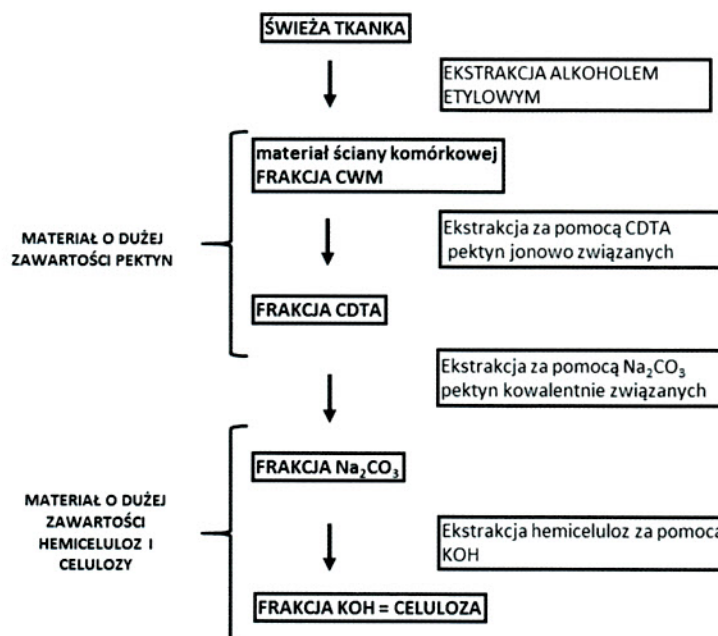 ŚWIEŻA TKANKA
EKSTRAKCJA ALKOHOLEM
ETYLOWYM
materiał ściany komórkowej
FRAKCJA CWM
MATERIAŁ O DUŻEJ
ZAWARTOŚCI PEKTYN
Ekstrakcja za pomocą CDTA
pektyn jonowo związanych
FRAKCJA CDTA
Ekstrakcja za pomocą Na₂CO₃
pektyn kowalentnie związanych
FRAKCJA Na₂CO₃
MATERIAŁ O DUŻEJ
ZAWARTOŚCI
HEMICELULOZ I
CELULOZY
Ekstrakcja hemiceluloz za pomocą
KOH
FRAKCJA KOH = CELULOZA